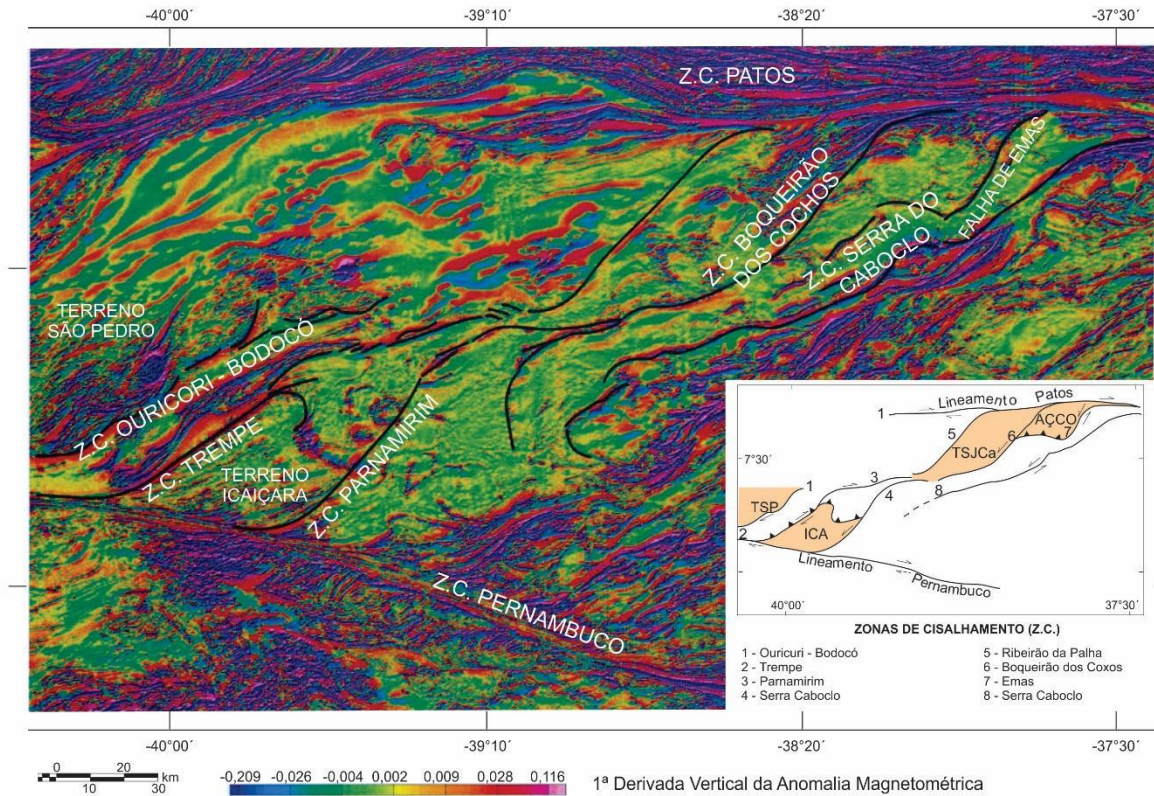 -40°00'
-39°10'
-38°20'
-37°30'
Z.C. PATOS
Z.C. BOQUEIRÃO
DOS COCHOS
Z.C. SERRA DO
CABOCLO
FALHA DE EMAS
TERRENO
SÃO PEDRO
Z.C. OURICORI - BODOCÓ
Z.C. TREMPE
TERRENO
ICAIÇARA
Z.C. PARNAMIRIM
Z.C. PERNAMBUCO
Lineamento
Patos
1
5
6
7
AÇCO
TSJCa
7°30'
3
4
8
1
TSP
2
ICA
Lineamento
Pernambuco
40°00'
37°30'
ZONAS DE CISALHAMENTO (Z.C.)
1 - Ouricuri - Bodocó
2 - Trempe
3 - Parnamirim
4 - Serra Caboclo
5 - Ribeirão da Palha
6 - Boqueirão dos Coxos
7 - Emas
8 - Serra Caboclo
-40°00'
-39°10'
-38°20'
-37°30'
0 20
km
10 30
-0,209 -0,026 -0,004 0,002 0,009 0,028 0,116
1ª Derivada Vertical da Anomalia Magnetométrica